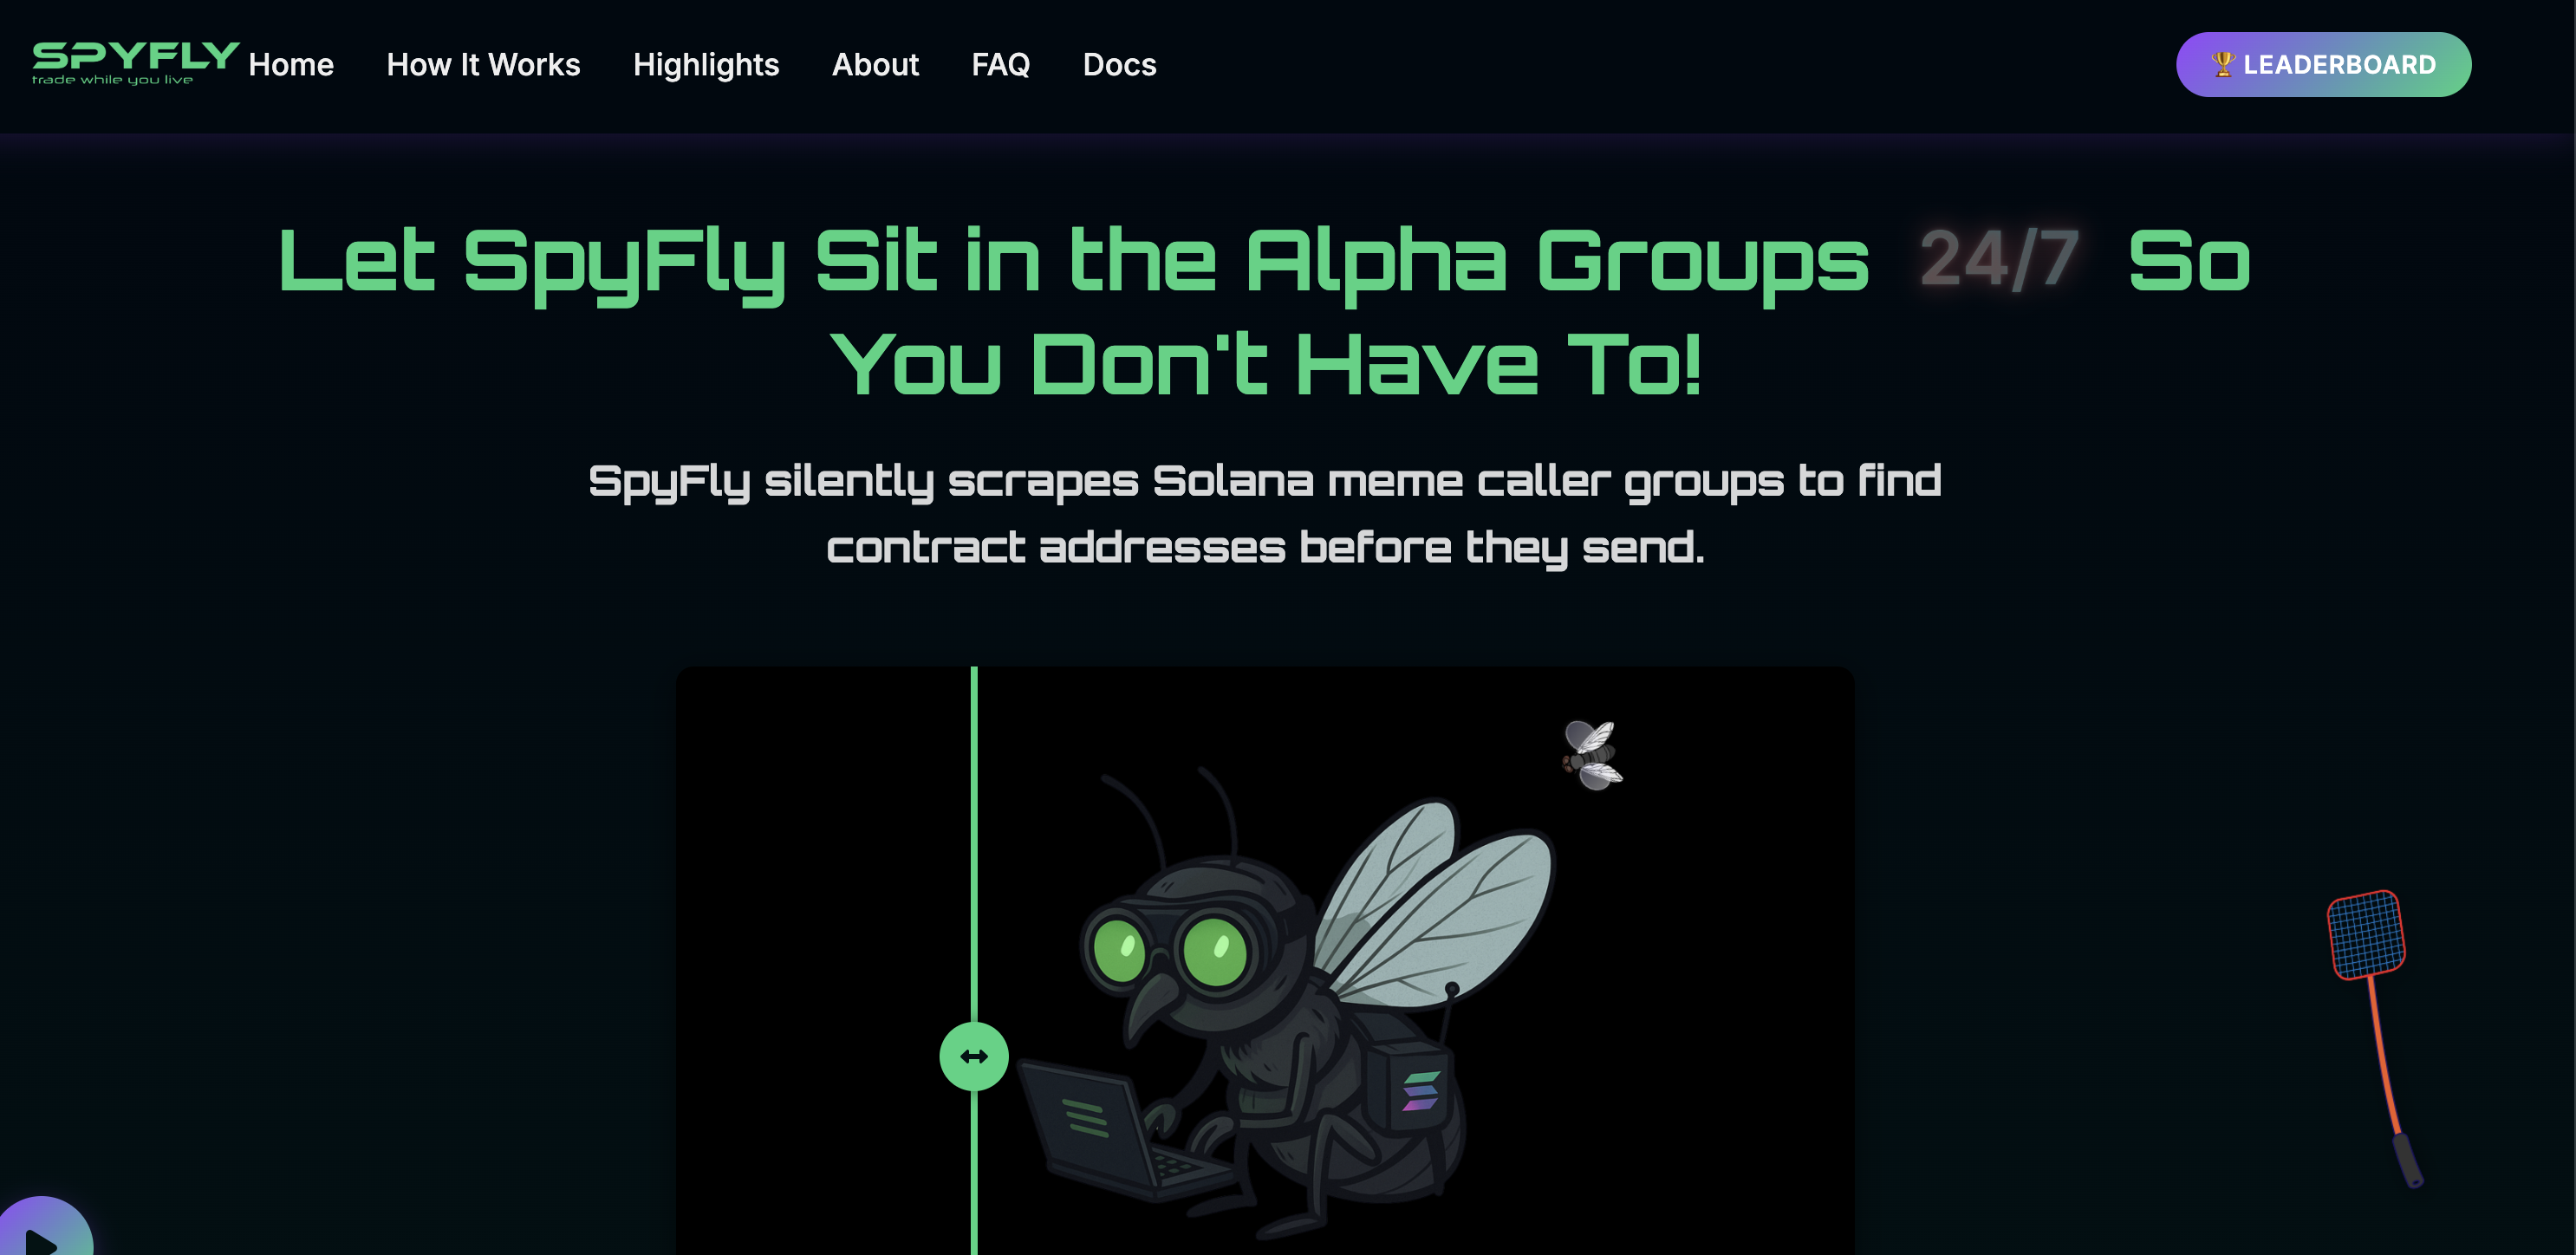 SPYFLY
trade while you live
Home How It Works Highlights About FAQ Docs
LEADERBOARD
Let SpyFly Sit in the Alpha Groups 24/7 So
You Don't Have To!
SpyFly silently scrapes Solana meme caller groups to find
contract addresses before they send.